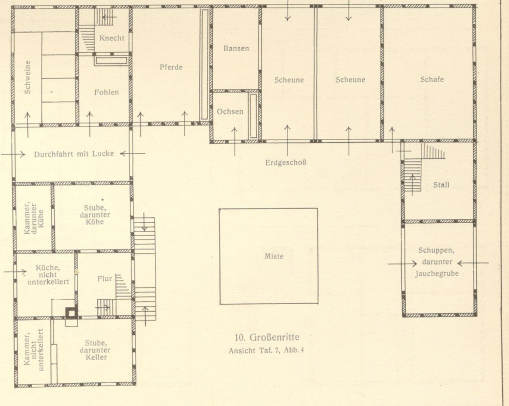 Knecht
Schweine
Fohlen
Pferde
Bansen
Ochsen
Scheune
Scheune
Schafe
Durchfahrt mit Lucke
Erdgeschoß
Stall
Kammer,
darunter
Kühe
Stube,
darunter
Kühe
Miste
Schuppen,
darunter
Jauchegrube
Küche,
nicht
unterkellert
Flur
Kammer,
nicht
unterkellert
Stube,
darunter
Keller
10. Großenritte
Ansicht Taf. 7, Abb. 4